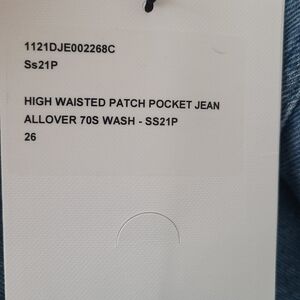 1121DJE002268C
Ss21P
HIGH WAISTED PATCH POCKET JEAN
ALLOVER 70S WASH - SS21P
26